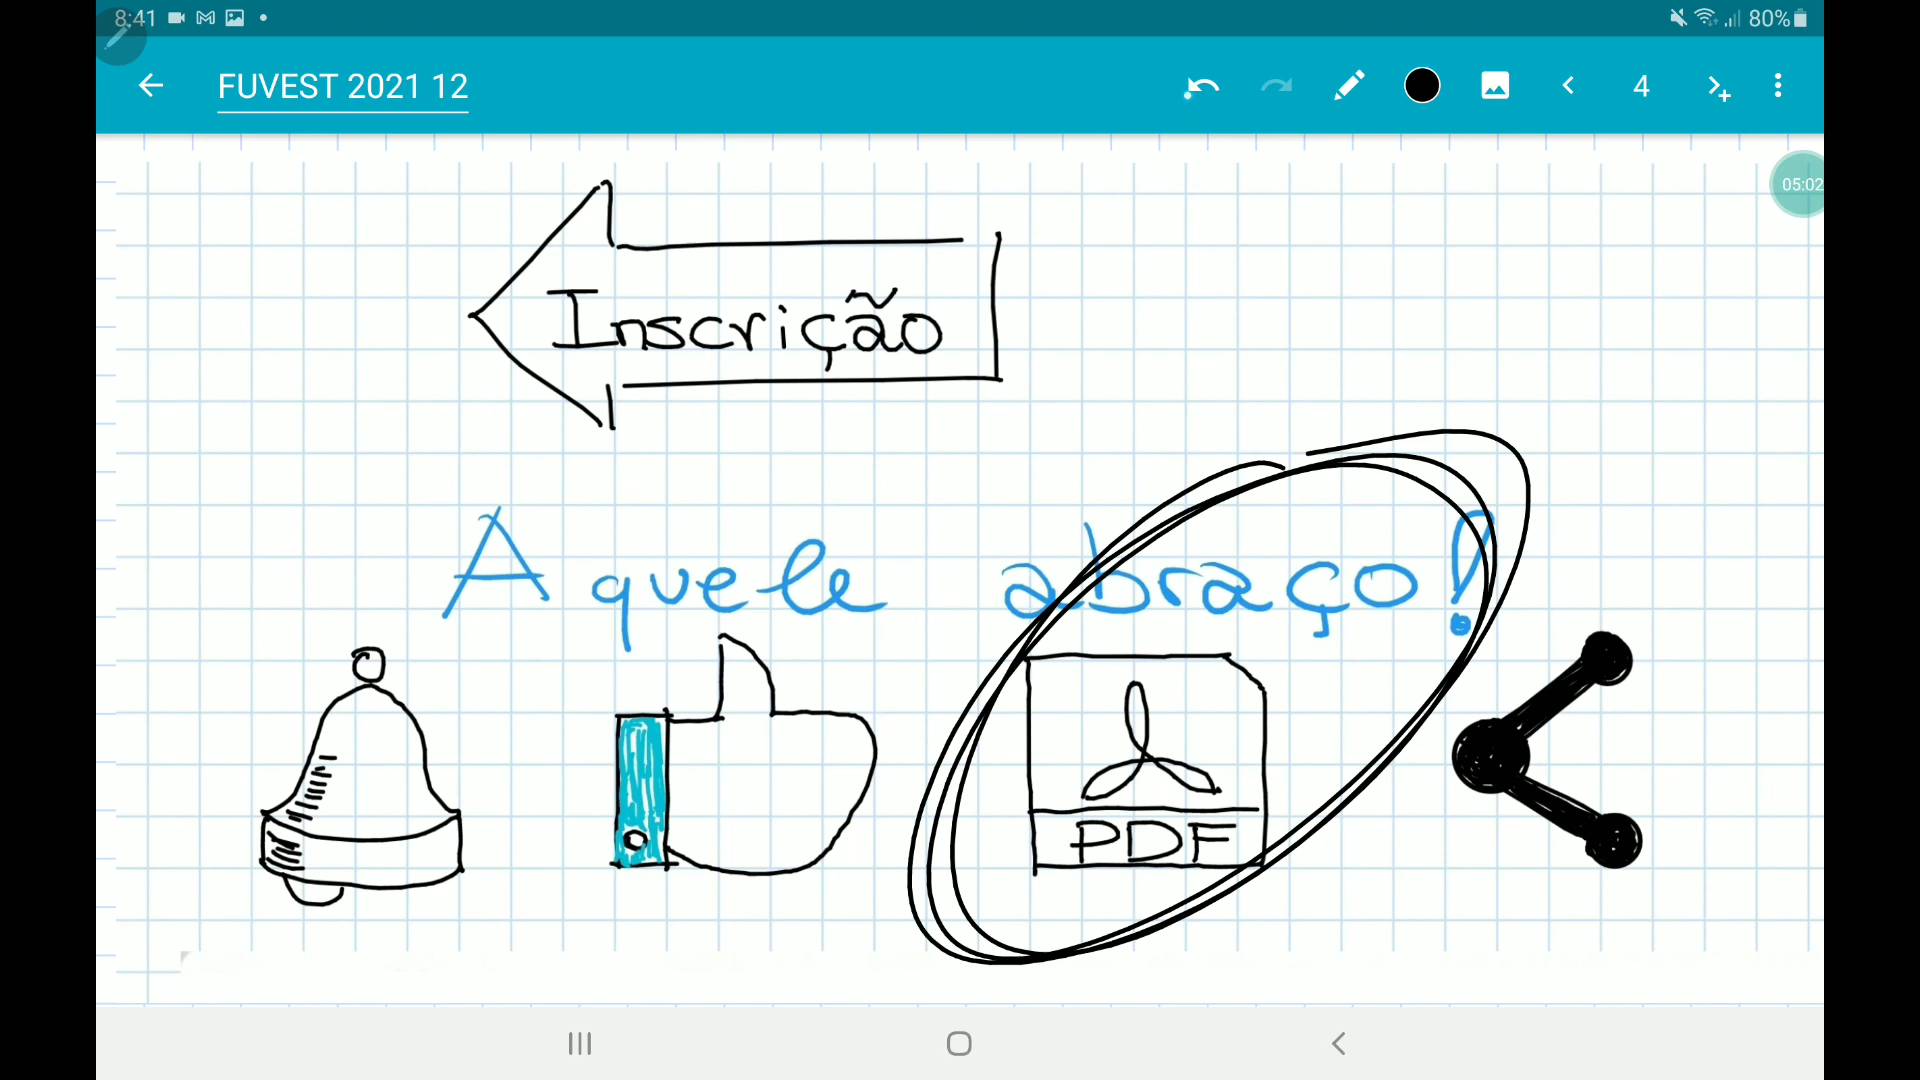 8:41 80%
FUVEST 2021 12 4
05:02
Inscrição
Aquele abraço!
PDF